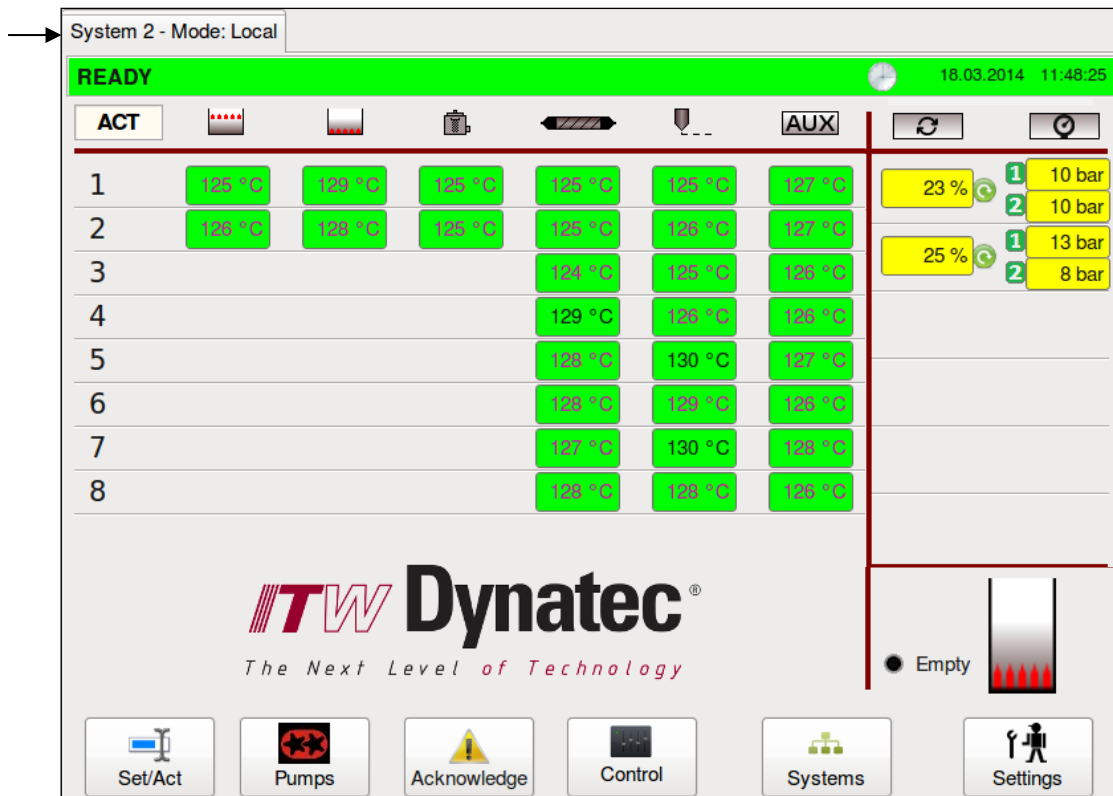 System 2 - Mode: Local
READY 18.03.2014 11:48:25
ACT AUX
1 125 °C 129 °C 125 °C 125 °C 125 °C 127 °C 23 % 1 10 bar
2 10 bar
2 126 °C 128 °C 125 °C 125 °C 126 °C 127 °C 25 % 1 13 bar
3 124 °C 125 °C 126 °C 2 8 bar
4 129 °C 126 °C 126 °C
5 128 °C 130 °C 127 °C
6 128 °C 129 °C 126 °C
7 127 °C 130 °C 128 °C
8 128 °C 128 °C 126 °C
ITW Dynatec ®
The Next Level of Technology
Empty
Set/Act Pumps Acknowledge Control Systems Settings